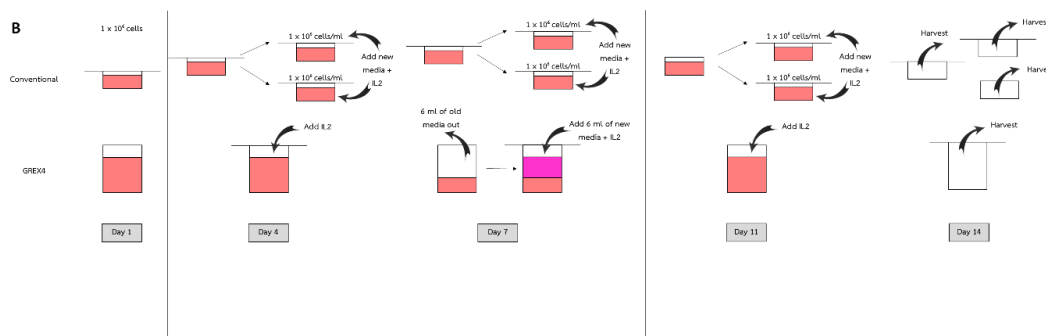 B
1 x 10⁶ cells
Conventional
1 x 10⁶ cells/ml
Add new
media +
IL2
1 x 10⁶ cells/ml
1 x 10⁶ cells/ml
Add new
media +
IL2
1 x 10⁶ cells/ml
1 x 10⁶ cells/ml
Add new
media +
IL2
1 x 10⁶ cells/ml
Harvest
Harves
Harve
GREX4
Add IL2
6 ml of old
media out
Add 6 ml of new
media + IL2
Add IL2
Harvest
Day 1
Day 4
Day 7
Day 11
Day 14